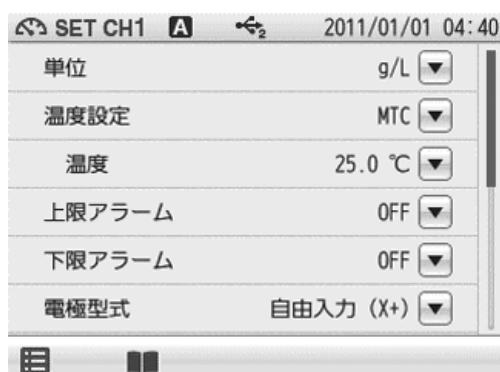 SET CH1 A 2 2011/01/01 04:40
単位 g/L
温度設定 MTC
温度 25.0 ℃
上限アラーム OFF
下限アラーム OFF
電極型式 自由入力 (X+)